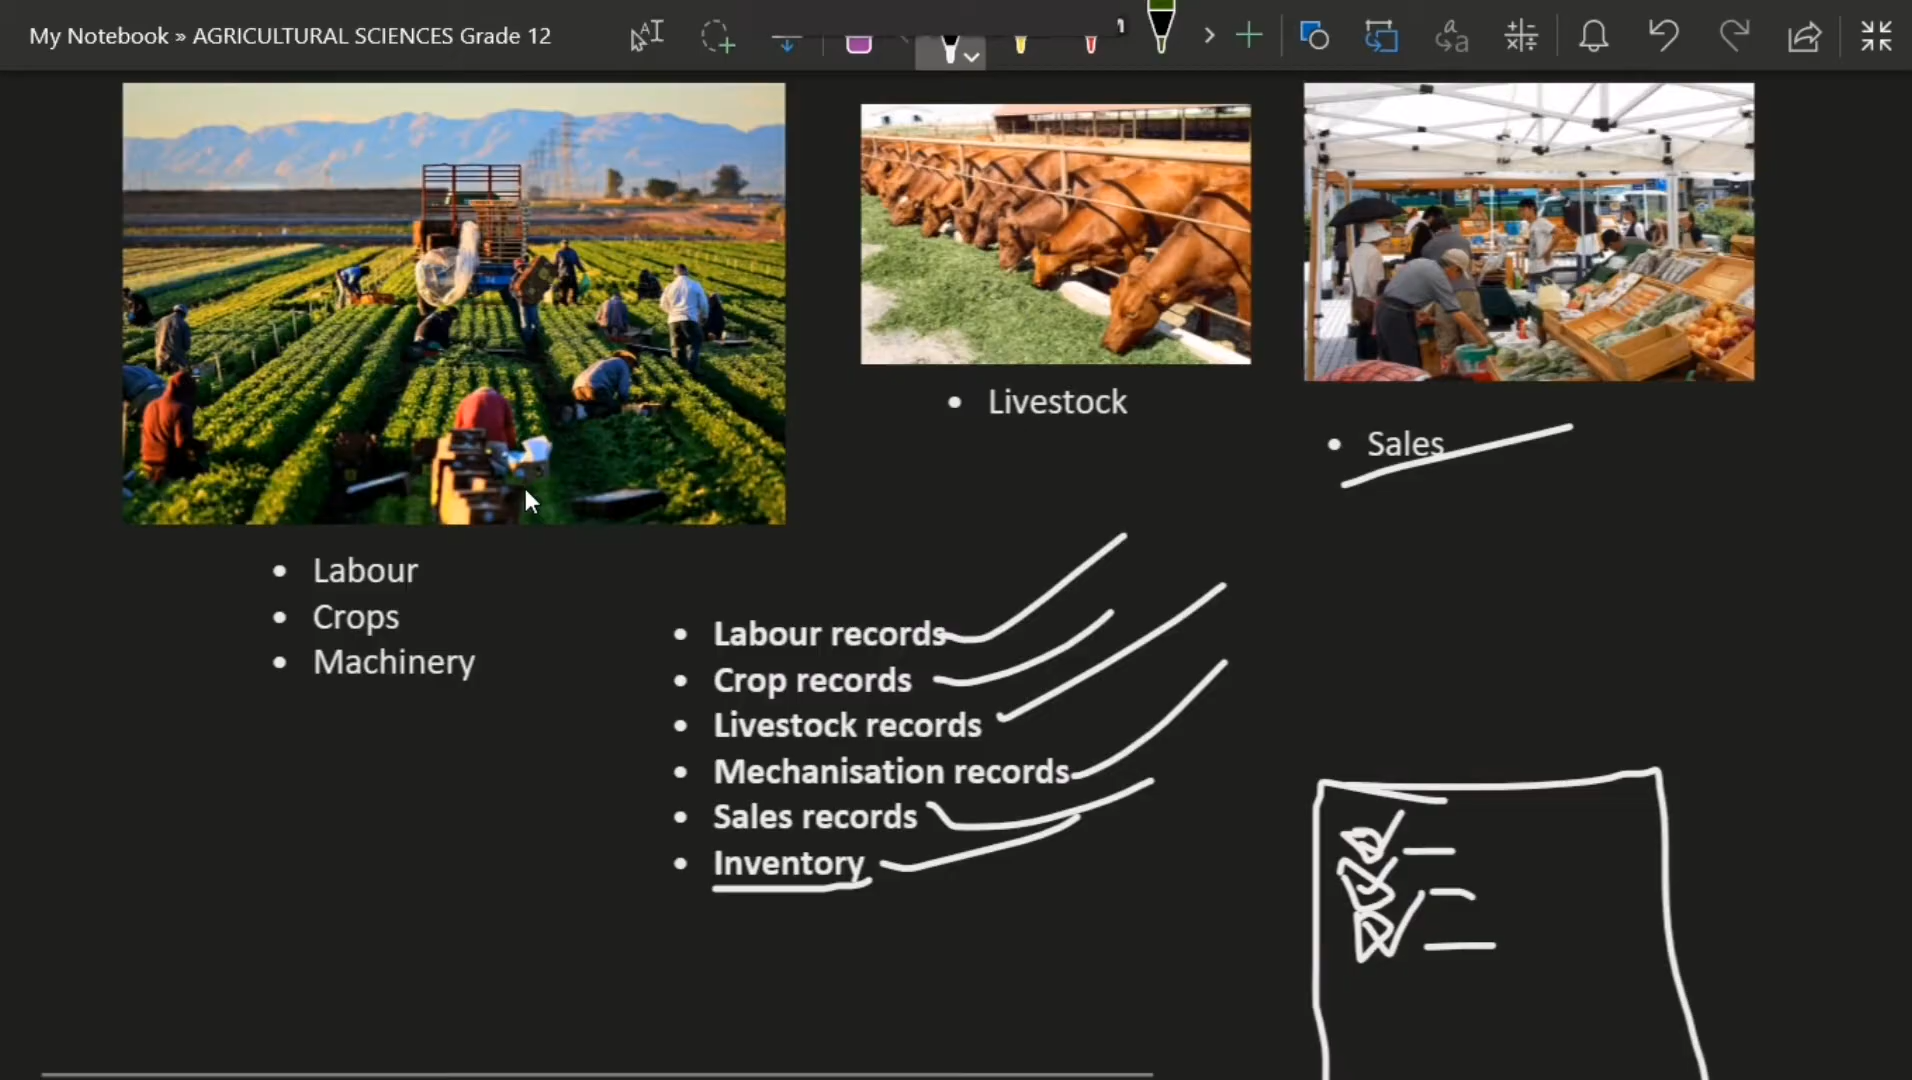 My Notebook » AGRICULTURAL SCIENCES Grade 12
• Livestock
• Sales
• Labour
• Crops
• Machinery
• Labour records
• Crop records
• Livestock records
• Mechanisation records
• Sales records
• Inventory